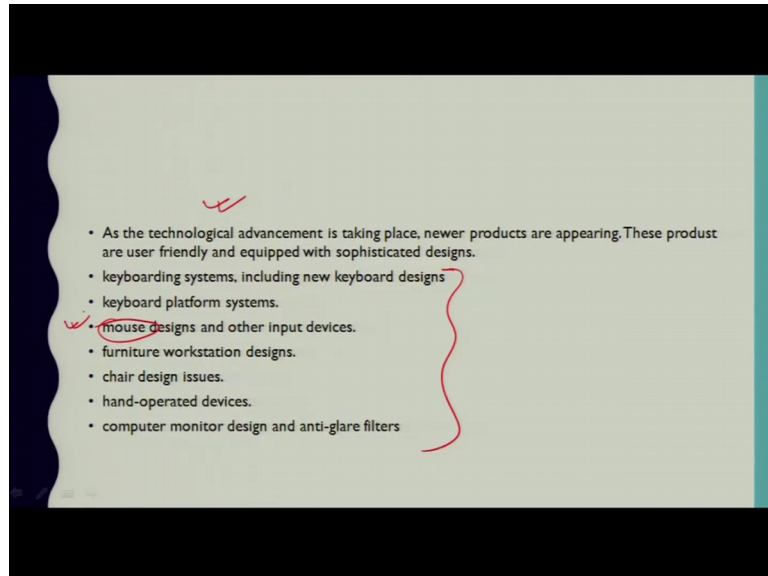 • As the technological advancement is taking place, newer products are appearing. These produst
are user friendly and equipped with sophisticated designs.
• keyboarding systems, including new keyboard designs
• keyboard platform systems.
• mouse designs and other input devices.
• furniture workstation designs.
• chair design issues.
• hand-operated devices.
• computer monitor design and anti-glare filters